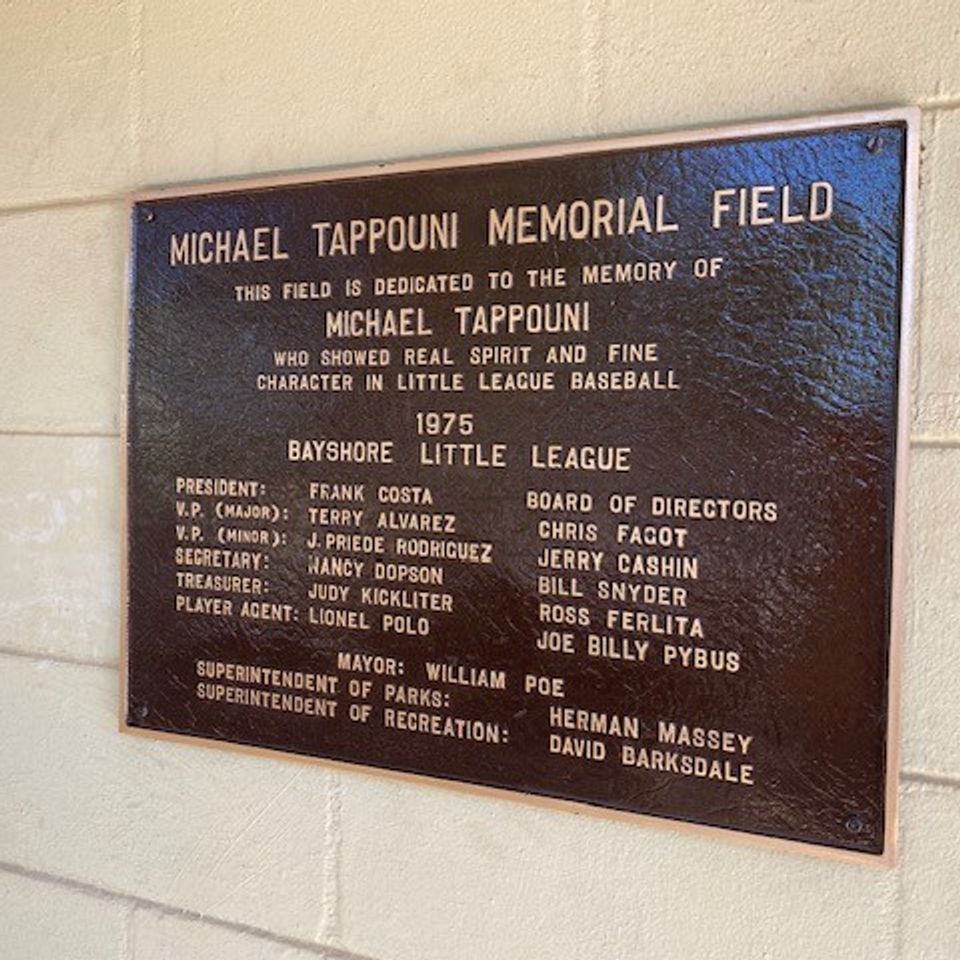 MICHAEL TAPPOUNI MEMORIAL FIELD
THIS FIELD IS DEDICATED TO THE MEMORY OF
MICHAEL TAPPOUNI
WHO SHOWED REAL SPIRIT AND FINE
CHARACTER IN LITTLE LEAGUE BASEBALL
1975
BAYSHORE LITTLE LEAGUE
PRESIDENT: FRANK COSTA
V.P. (MAJOR): TERRY ALVAREZ
V.P. (MINOR): J. PRIEDE RODRIGUEZ
SECRETARY: NANCY DOPSON
TREASURER: JUDY KICKLITER
PLAYER AGENT: LIONEL POLO
BOARD OF DIRECTORS
CHRIS FAGOT
JERRY CASHIN
BILL SNYDER
ROSS FERLITA
JOE BILLY PYBUS
MAYOR: WILLIAM POE
SUPERINTENDENT OF PARKS: HERMAN MASSEY
SUPERINTENDENT OF RECREATION: DAVID BARKSDALE